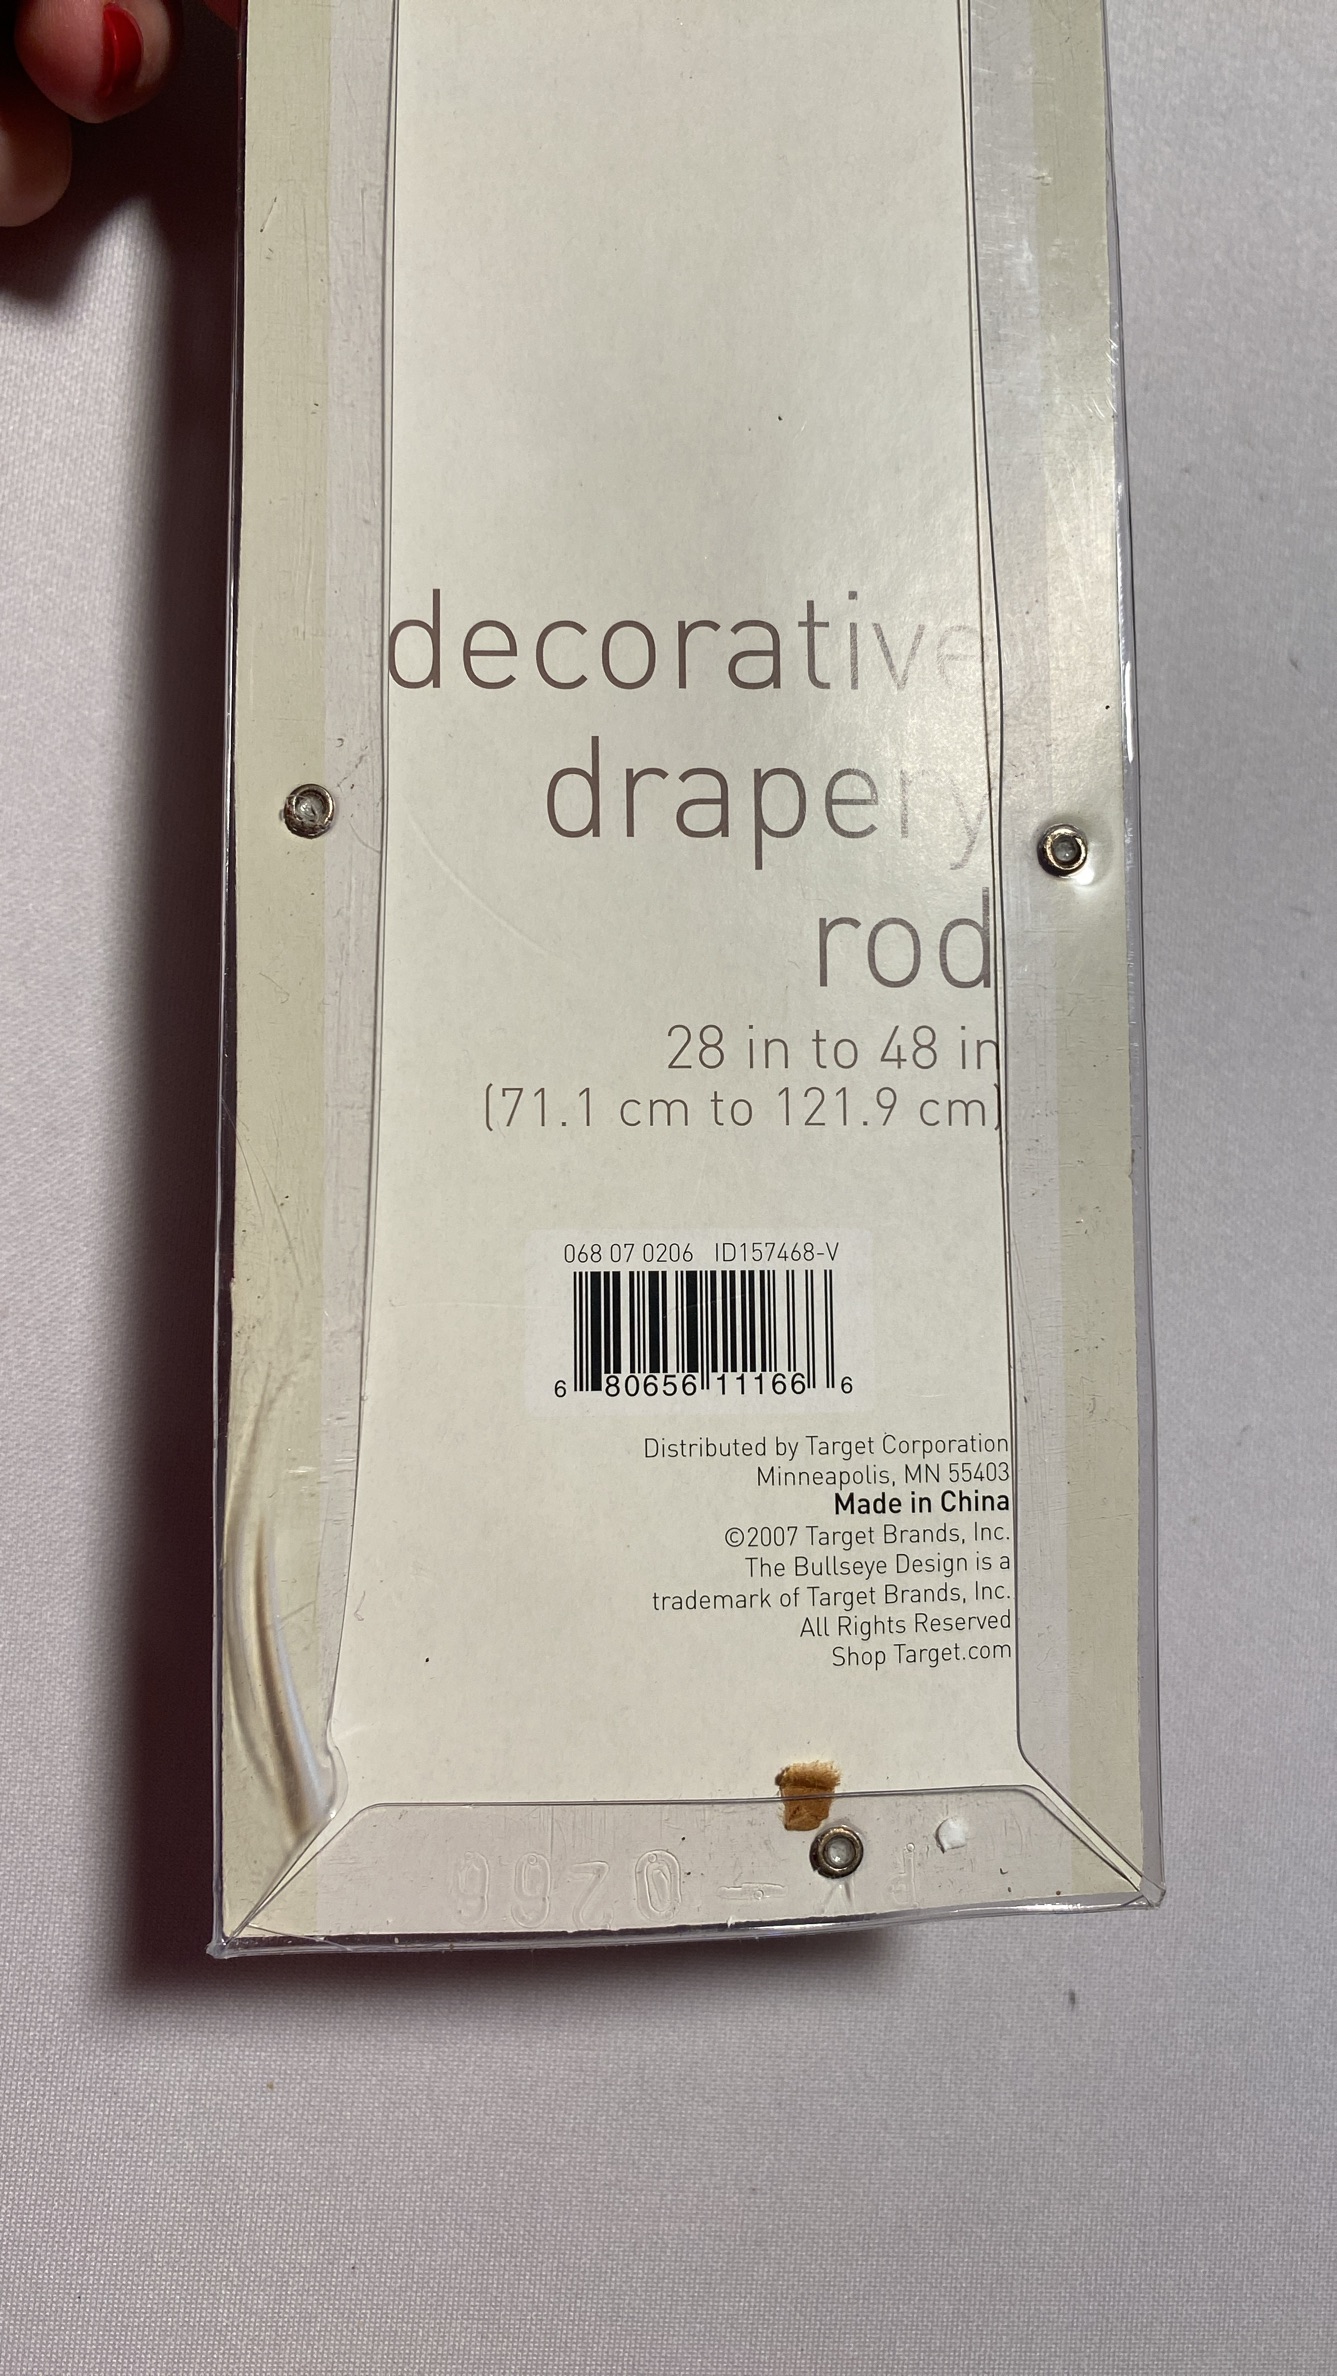 decorative
drapery
rod
28 in to 48 in
(71.1 cm to 121.9 cm)
068 07 0206 ID157468-V
6 80656 11166 6
Distributed by Target Corporation
Minneapolis, MN 55403
Made in China
©2007 Target Brands, Inc.
The Bullseye Design is a
trademark of Target Brands, Inc.
All Rights Reserved
Shop Target.com